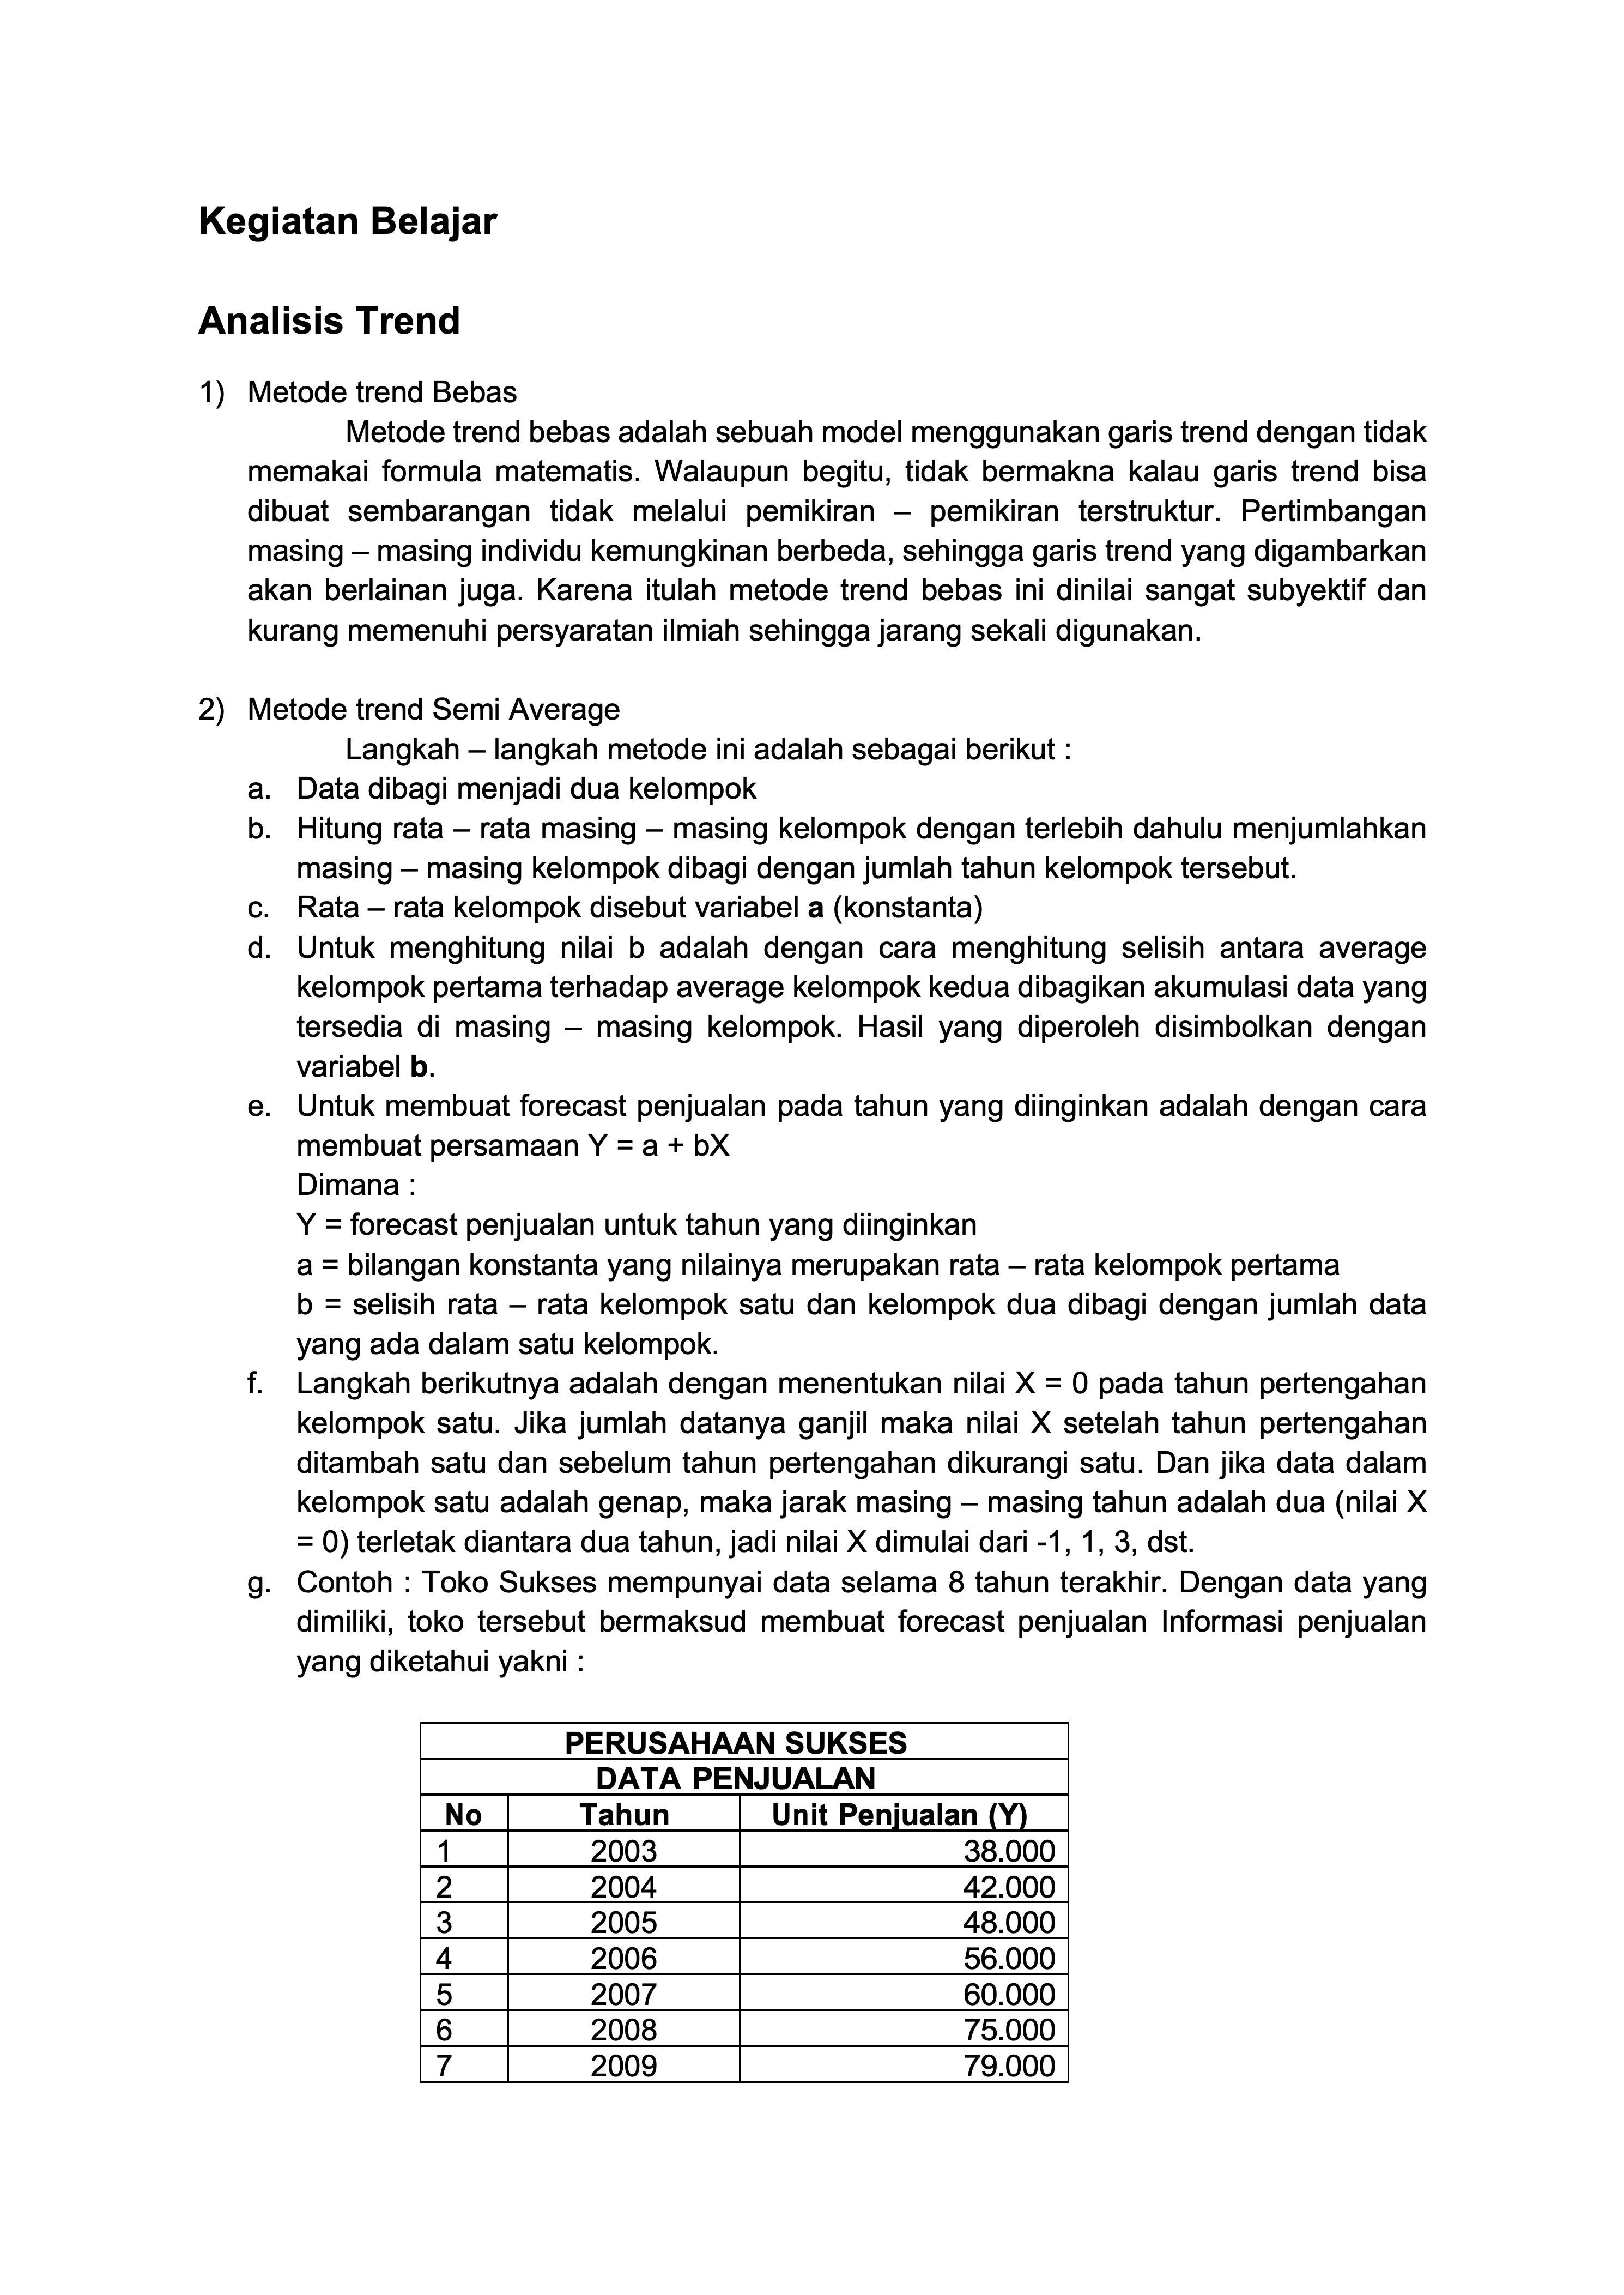 Kegiatan Belajar
Analisis Trend
1) Metode trend Bebas
Metode trend bebas adalah sebuah model menggunakan garis trend dengan tidak
memakai formula matematis. Walaupun begitu, tidak bermakna kalau garis trend bisa
dibuat sembarangan tidak melalui pemikiran – pemikiran terstruktur. Pertimbangan
masing – masing individu kemungkinan berbeda, sehingga garis trend yang digambarkan
akan berlainan juga. Karena itulah metode trend bebas ini dinilai sangat subyektif dan
kurang memenuhi persyaratan ilmiah sehingga jarang sekali digunakan.
2) Metode trend Semi Average
Langkah – langkah metode ini adalah sebagai berikut :
a. Data dibagi menjadi dua kelompok
b. Hitung rata – rata masing – masing kelompok dengan terlebih dahulu menjumlahkan
masing – masing kelompok dibagi dengan jumlah tahun kelompok tersebut.
c. Rata – rata kelompok disebut variabel a (konstanta)
d. Untuk menghitung nilai b adalah dengan cara menghitung selisih antara average
kelompok pertama terhadap average kelompok kedua dibagikan akumulasi data yang
tersedia di masing – masing kelompok. Hasil yang diperoleh disimbolkan dengan
variabel b.
e. Untuk membuat forecast penjualan pada tahun yang diinginkan adalah dengan cara
membuat persamaan Y = a + bX
Dimana :
Y = forecast penjualan untuk tahun yang diinginkan
a = bilangan konstanta yang nilainya merupakan rata – rata kelompok pertama
b = selisih rata – rata kelompok satu dan kelompok dua dibagi dengan jumlah data
yang ada dalam satu kelompok.
f. Langkah berikutnya adalah dengan menentukan nilai X = 0 pada tahun pertengahan
kelompok satu. Jika jumlah datanya ganjil maka nilai X setelah tahun pertengahan
ditambah satu dan sebelum tahun pertengahan dikurangi satu. Dan jika data dalam
kelompok satu adalah genap, maka jarak masing – masing tahun adalah dua (nilai X
= 0) terletak diantara dua tahun, jadi nilai X dimulai dari -1, 1, 3, dst.
g. Contoh : Toko Sukses mempunyai data selama 8 tahun terakhir. Dengan data yang
dimiliki, toko tersebut bermaksud membuat forecast penjualan Informasi penjualan
yang diketahui yakni :
PERUSAHAAN SUKSES
DATA PENJUALAN
No Tahun Unit Penjualan (Y)
1 2003 38.000
2 2004 42.000
3 2005 48.000
4 2006 56.000
5 2007 60.000
6 2008 75.000
7 2009 79.000